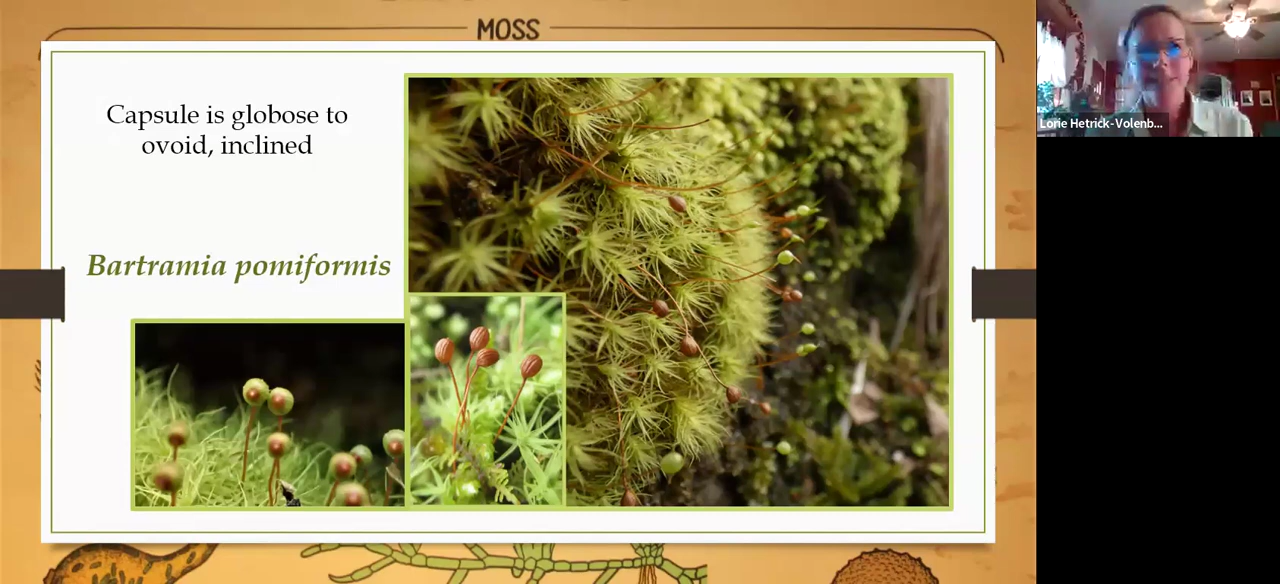 MOSS
Capsule is globose to
ovoid, inclined
Bartramia pomiformis
Lorie Hetrick-Volenb...